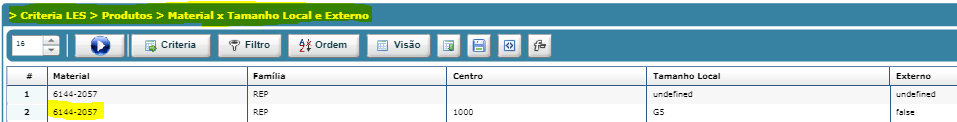 > Criteria LES > Produtos > Material x Tamanho Local e Externo
16 Criteria Filtro Ordem Visão
# Material Família Centro Tamanho Local Externo
1 6144-2057 REP undefined undefined
2 6144-2057 REP 1000 G5 false